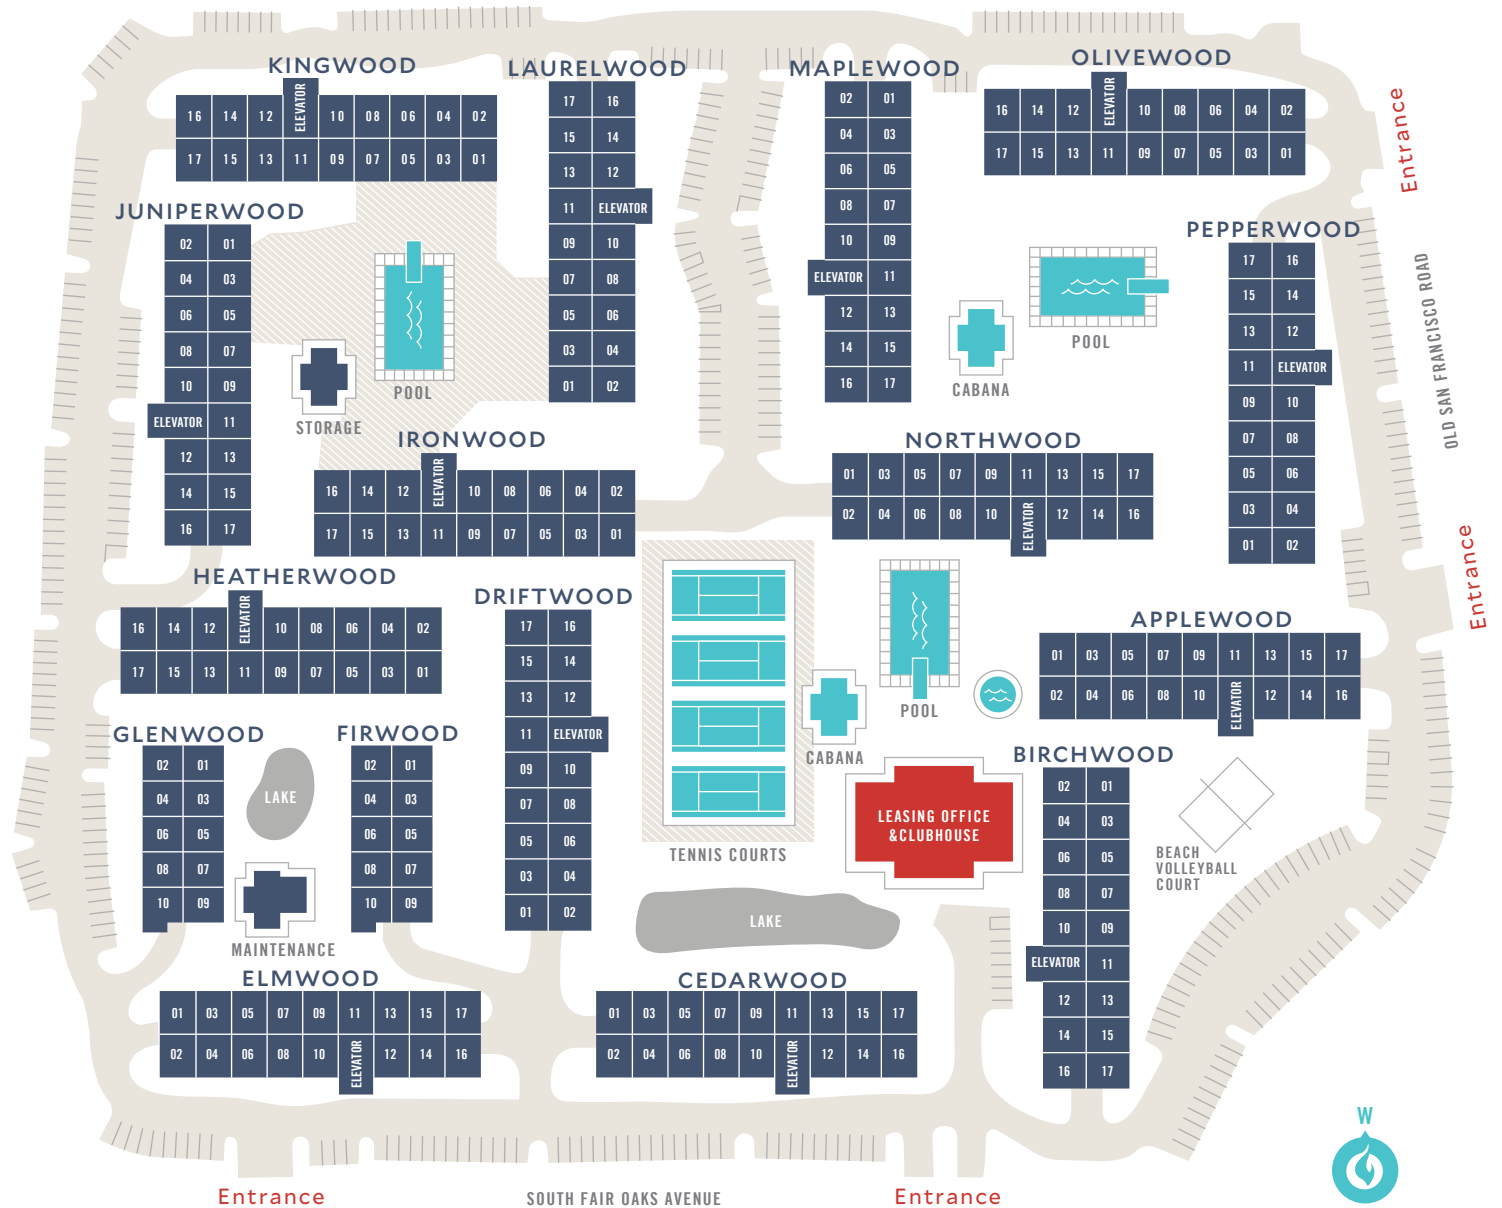 KINGWOOD
ELEVATOR
16 14 12 10 08 06 04 02
17 15 13 11 09 07 05 03 01
LAURELWOOD
17 16
15 14
13 12
11 ELEVATOR
09 10
07 08
05 06
03 04
01 02
MAPLEWOOD
02 01
04 03
06 05
08 07
10 09
ELEVATOR 11
12 13
14 15
16 17
OLIVEWOOD
ELEVATOR
16 14 12 10 08 06 04 02
17 15 13 11 09 07 05 03 01
Entrance
JUNIPERWOOD
02 01
04 03
06 05
08 07
10 09
ELEVATOR 11
12 13
14 15
16 17
POOL
STORAGE
PEPPERWOOD
17 16
15 14
13 12
11 ELEVATOR
09 10
07 08
05 06
03 04
01 02
POOL
CABANA
OLD SAN FRANCISCO ROAD
IRONWOOD
ELEVATOR
16 14 12 10 08 06 04 02
17 15 13 11 09 07 05 03 01
NORTHWOOD
01 03 05 07 09 11 13 15 17
02 04 06 08 10 12 14 16
ELEVATOR
Entrance
HEATHERWOOD
ELEVATOR
16 14 12 10 08 06 04 02
17 15 13 11 09 07 05 03 01
DRIFTWOOD
17 16
15 14
13 12
11 ELEVATOR
09 10
07 08
05 06
03 04
01 02
TENNIS COURTS
POOL
CABANA
APPLEWOOD
01 03 05 07 09 11 13 15 17
02 04 06 08 10 12 14 16
ELEVATOR
GLENWOOD
02 01
04 03
06 05
08 07
10 09
LAKE
FIRWOOD
02 01
04 03
06 05
08 07
10 09
MAINTENANCE
LEASING OFFICE
&CLUBHOUSE
BIRCHWOOD
02 01
04 03
06 05
08 07
10 09
ELEVATOR 11
12 13
14 15
16 17
BEACH
VOLLEYBALL
COURT
LAKE
ELMWOOD
01 03 05 07 09 11 13 15 17
02 04 06 08 10 12 14 16
ELEVATOR
CEDARWOOD
01 03 05 07 09 11 13 15 17
02 04 06 08 10 12 14 16
ELEVATOR
W
Entrance
SOUTH FAIR OAKS AVENUE
Entrance